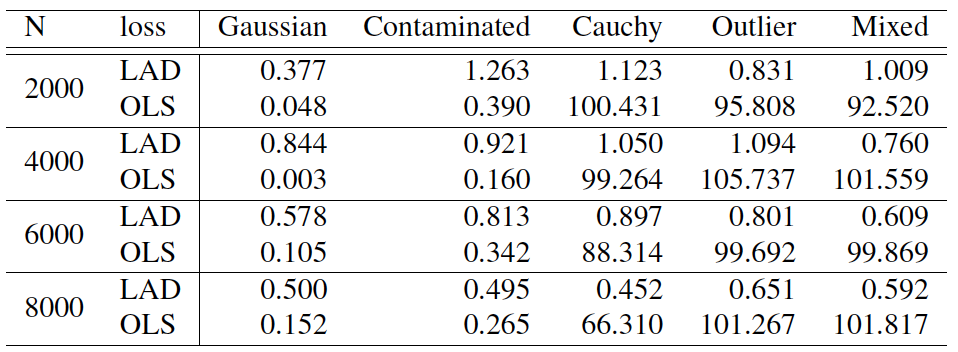 N loss Gaussian Contaminated Cauchy Outlier Mixed
2000 LAD 0.377 1.263 1.123 0.831 1.009
OLS 0.048 0.390 100.431 95.808 92.520
4000 LAD 0.844 0.921 1.050 1.094 0.760
OLS 0.003 0.160 99.264 105.737 101.559
6000 LAD 0.578 0.813 0.897 0.801 0.609
OLS 0.105 0.342 88.314 99.692 99.869
8000 LAD 0.500 0.495 0.452 0.651 0.592
OLS 0.152 0.265 66.310 101.267 101.817